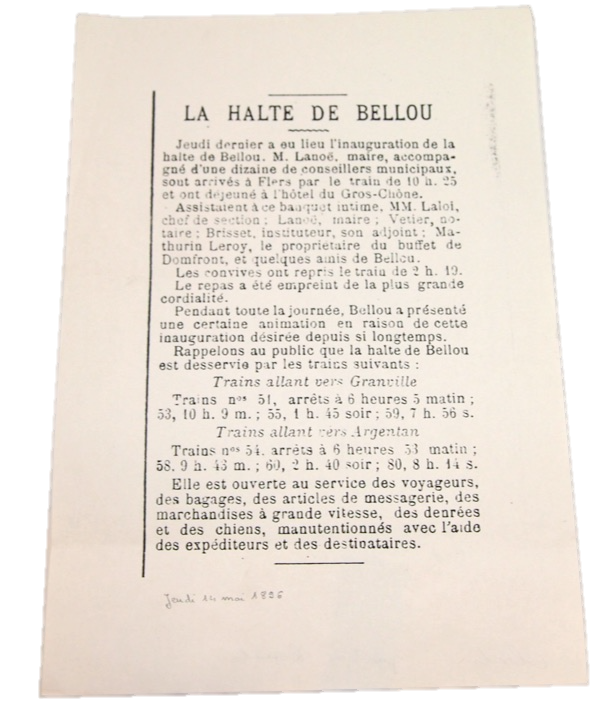 LA HALTE DE BELLOU
Jeudi dernier a eu lieu l'inauguration de la
halte de Bellou. M. Lanoë, maire, accompa-
gné d'une dizaine de conseillers municipaux,
sont arrivés à Flers par le train de 10 h. 25
et ont déjeuné à l'hôtel du Gros-Chêne.
Assistaient à ce banquet intime, MM. Laloi,
chef de section ; Lanoë, maire ; Vetier, no-
taire ; Brisset, instituteur, son adjoint ; Ma-
thurin Leroy, le propriétaire du buffet de
Domfront, et quelques amis de Bellou.
Les convives ont repris le train de 2 h. 19.
Le repas a été empreint de la plus grande
cordialité.
Pendant toute la journée, Bellou a présenté
une certaine animation en raison de cette
inauguration désirée depuis si longtemps.
Rappelons au public que la halte de Bellou
est desservie par les trains suivants :
Trains allant vers Granville
Trains nos 51, arrêts à 6 heures 5 matin ;
53, 10 h. 9 m. ; 55, 1 h. 45 soir ; 59, 7 h. 56 s.
Trains allant vers Argentan
Trains nos 54, arrêts à 6 heures 53 matin ;
58. 9 h. 43 m. ; 60, 2 h. 40 soir ; 80, 8 h. 14 s.
Elle est ouverte au service des voyageurs,
des bagages, des articles de messagerie, des
marchandises à grande vitesse, des denrées
et des chiens, manutentionnés avec l'aide
des expéditeurs et des destinataires.
Jeudi 14 mai 1896